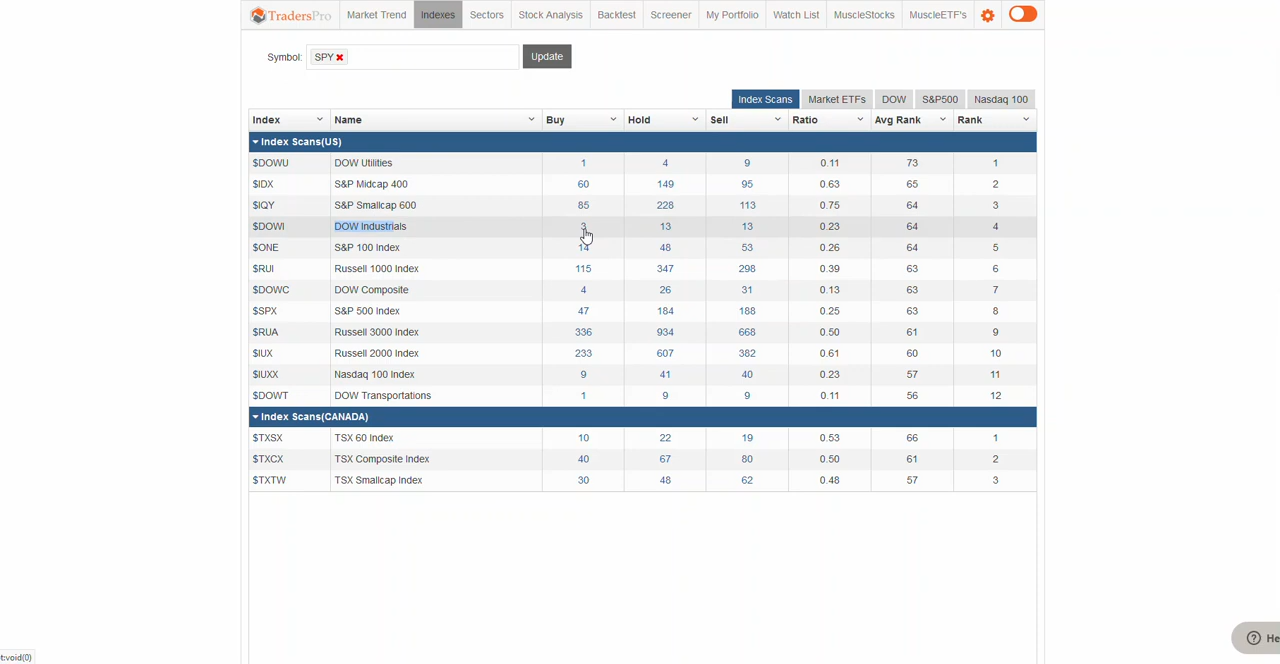 TradersPro Market Trend Indexes Sectors Stock Analysis Backtest Screener My Portfolio Watch List MuscleStocks MuscleETF's
Symbol: SPY Update
Index Scans Market ETFs DOW S&P500 Nasdaq 100
Index Name Buy Hold Sell Ratio Avg Rank Rank
Index Scans(US)
$DOWU DOW Utilities 1 4 9 0.11 73 1
$IDX S&P Midcap 400 60 149 95 0.63 65 2
$IQY S&P Smallcap 600 85 228 113 0.75 64 3
$DOWI DOW Industrials 3 13 13 0.23 64 4
$ONE S&P 100 Index 14 48 53 0.26 64 5
$RUI Russell 1000 Index 115 347 298 0.39 63 6
$DOWC DOW Composite 4 26 31 0.13 63 7
$SPX S&P 500 Index 47 184 188 0.25 63 8
$RUA Russell 3000 Index 336 934 668 0.50 61 9
$IUX Russell 2000 Index 233 607 382 0.61 60 10
$IUXX Nasdaq 100 Index 9 41 40 0.23 57 11
$DOWT DOW Transportations 1 9 9 0.11 56 12
Index Scans(CANADA)
$TXSX TSX 60 Index 10 22 19 0.53 66 1
$TXCX TSX Composite Index 40 67 80 0.50 61 2
$TXTW TSX Smallcap Index 30 48 62 0.48 57 3
He
t:void(0)